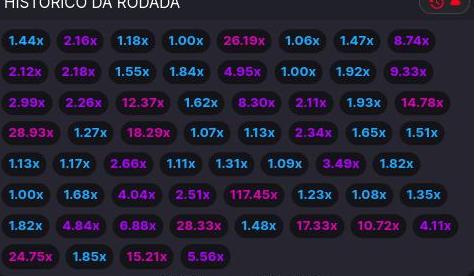 HISTÓRICO DA RODADA
1.44x 2.16x 1.18x 1.00x 26.19x 1.06x 1.47x 8.74x
2.12x 2.18x 1.55x 1.84x 4.95x 1.00x 1.92x 9.33x
2.99x 2.26x 12.37x 1.62x 8.30x 2.11x 1.93x 14.78x
28.93x 1.27x 18.29x 1.07x 1.13x 2.34x 1.65x 1.51x
1.13x 1.17x 2.66x 1.11x 1.31x 1.09x 3.49x 1.82x
1.00x 1.68x 4.04x 2.51x 117.45x 1.23x 1.08x 1.35x
1.82x 4.84x 6.88x 28.33x 1.48x 17.33x 10.72x 4.11x
24.75x 1.85x 15.21x 5.56x